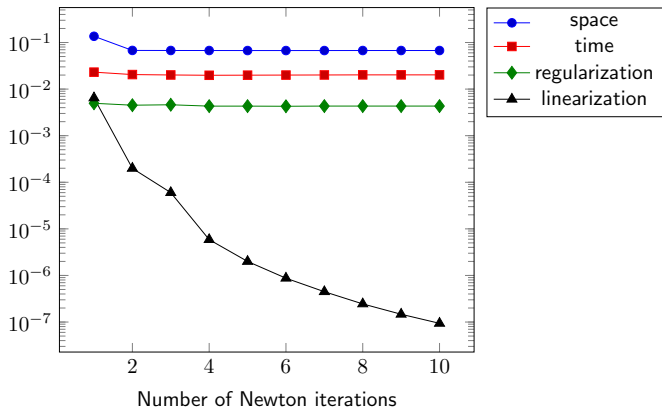 10⁻¹
10⁻²
10⁻³
10⁻⁴
10⁻⁵
10⁻⁶
10⁻⁷
2 4 6 8 10
Number of Newton iterations
space
time
regularization
linearization